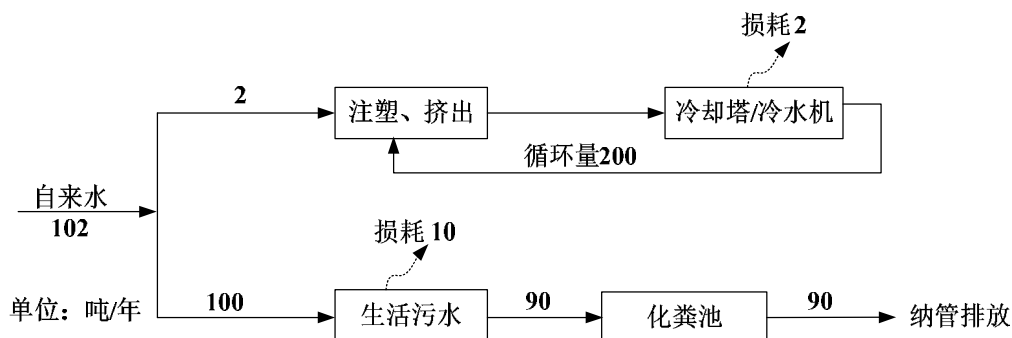 损耗2
2
注塑、挤出
冷却塔/冷水机
循环量200
自来水
102
损耗10
单位：吨/年
100
生活污水
90
化粪池
90
纳管排放